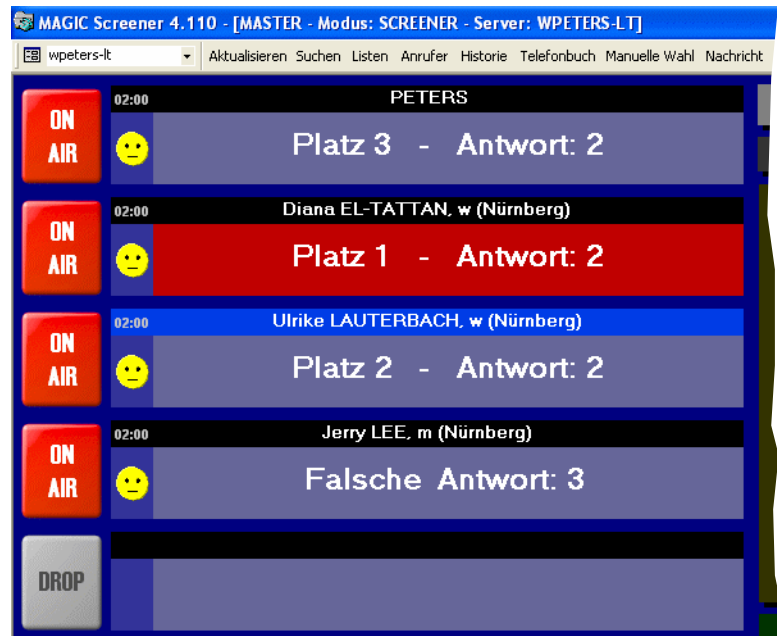 MAGIC Screener 4.110 - [MASTER - Modus: SCREENER - Server: WPETERS-LT]
wpeters-lt Aktualisieren Suchen Listen Anrufer Historie Telefonbuch Manuelle Wahl Nachricht
02:00 PETERS
ON AIR
Platz 3 - Antwort: 2
02:00 Diana EL-TATTAN, w (Nürnberg)
ON AIR
Platz 1 - Antwort: 2
02:00 Ulrike LAUTERBACH, w (Nürnberg)
ON AIR
Platz 2 - Antwort: 2
02:00 Jerry LEE, m (Nürnberg)
ON AIR
Falsche Antwort: 3
DROP